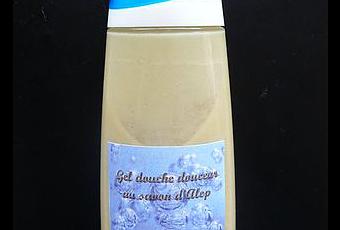 Gel douche douceur
au savon d'Alep